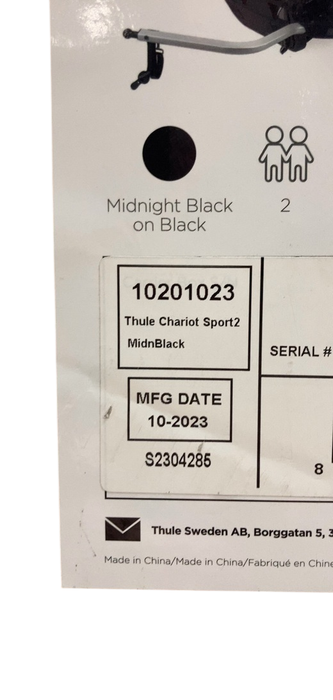 Midnight Black
on Black
2
10201023
Thule Chariot Sport2
MidnBlack
SERIAL #
MFG DATE
10-2023
S2304285
8
Thule Sweden AB, Borggatan 5, 3
Made in China/Made in China/Fabriqué en Chine